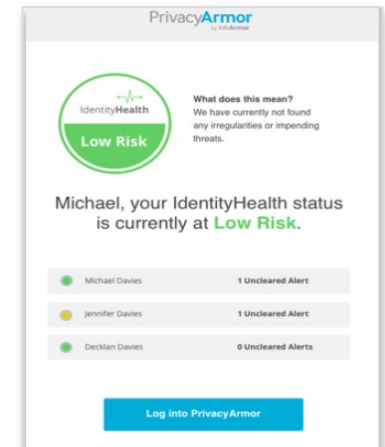 PrivacyArmor
by InfoArmor
IdentityHealth
Low Risk
What does this mean?
We have currently not found
any irregularities or impending
threats.
Michael, your IdentityHealth status
is currently at Low Risk.
Michael Davies 1 Uncleared Alert
Jennifer Davies 1 Uncleared Alert
Decklan Davies 0 Uncleared Alerts
Log into PrivacyArmor